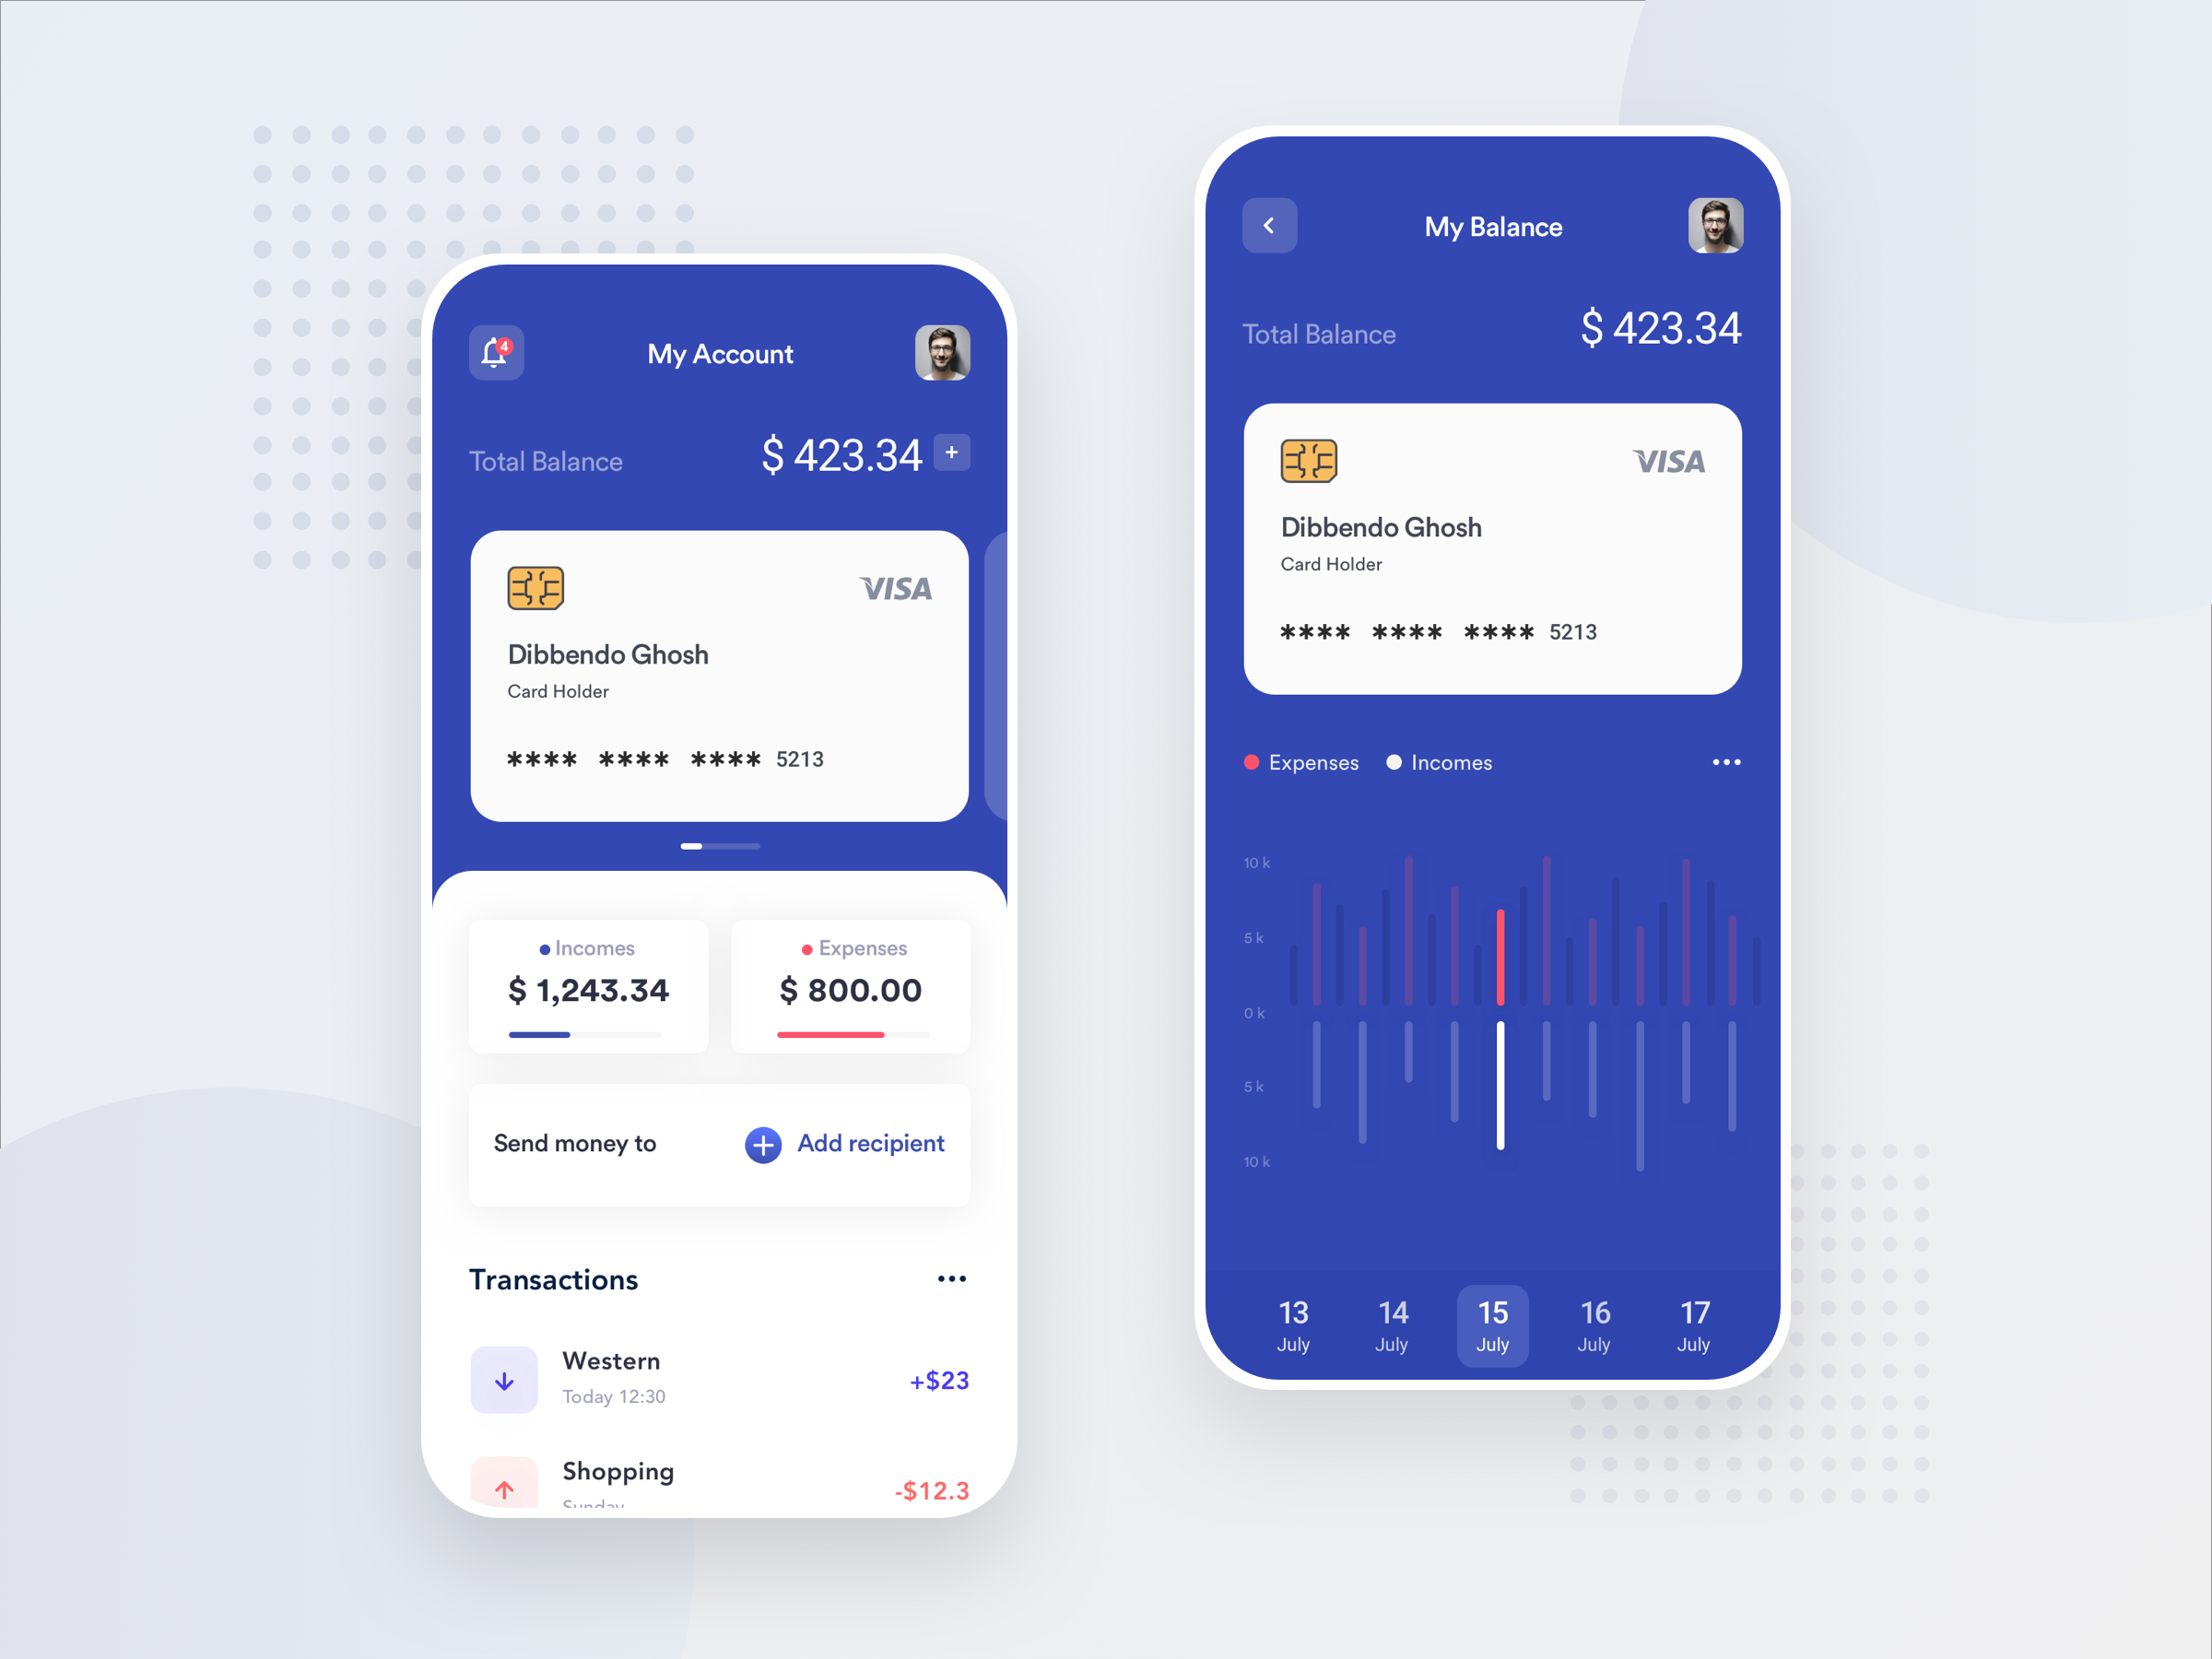 4
My Account
Total Balance
$ 423.34 +
VISA
Dibbendo Ghosh
Card Holder
**** **** **** 5213
Incomes
$ 1,243.34
Expenses
$ 800.00
Send money to
Add recipient
Transactions
Western
Today 12:30
+$23
Shopping
Sunday
-$12.3
My Balance
Total Balance
$ 423.34
VISA
Dibbendo Ghosh
Card Holder
**** **** **** 5213
Expenses
Incomes
10 k
5 k
0 k
5 k
10 k
13
July
14
July
15
July
16
July
17
July